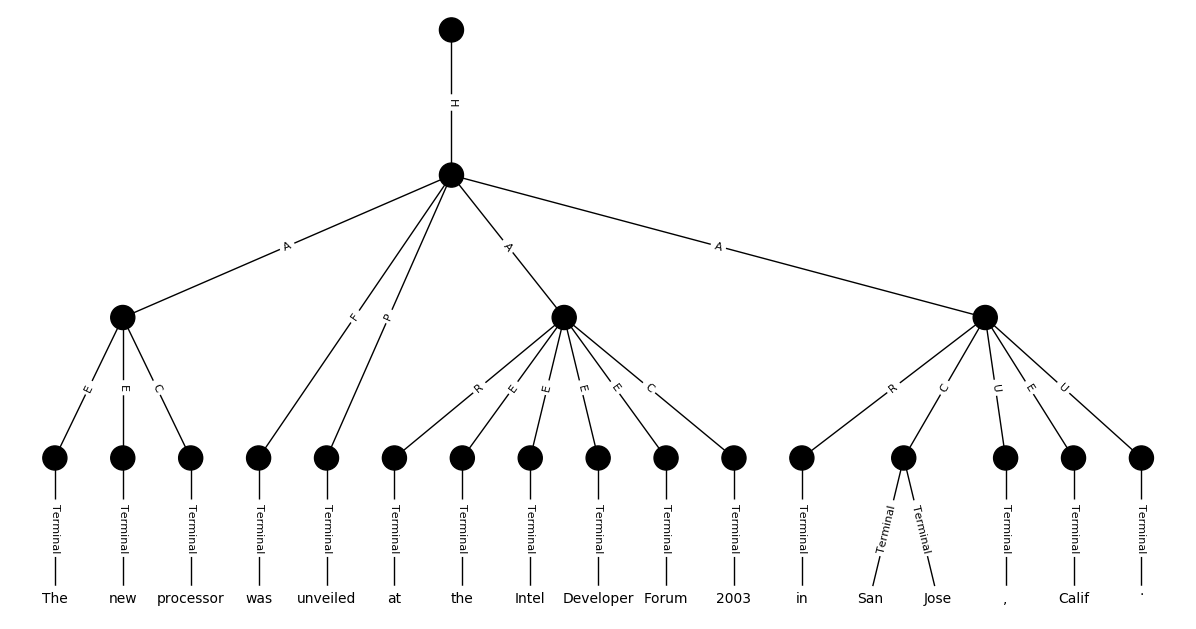 H
A
A
A
F
P
E
E
C
R
E
E
E
E
C
R
C
U
E
U
Terminal Terminal Terminal Terminal Terminal Terminal Terminal Terminal Terminal Terminal Terminal Terminal Terminal Terminal Terminal Terminal Terminal
The new processor was unveiled at the Intel Developer Forum 2003 in San Jose , Calif .